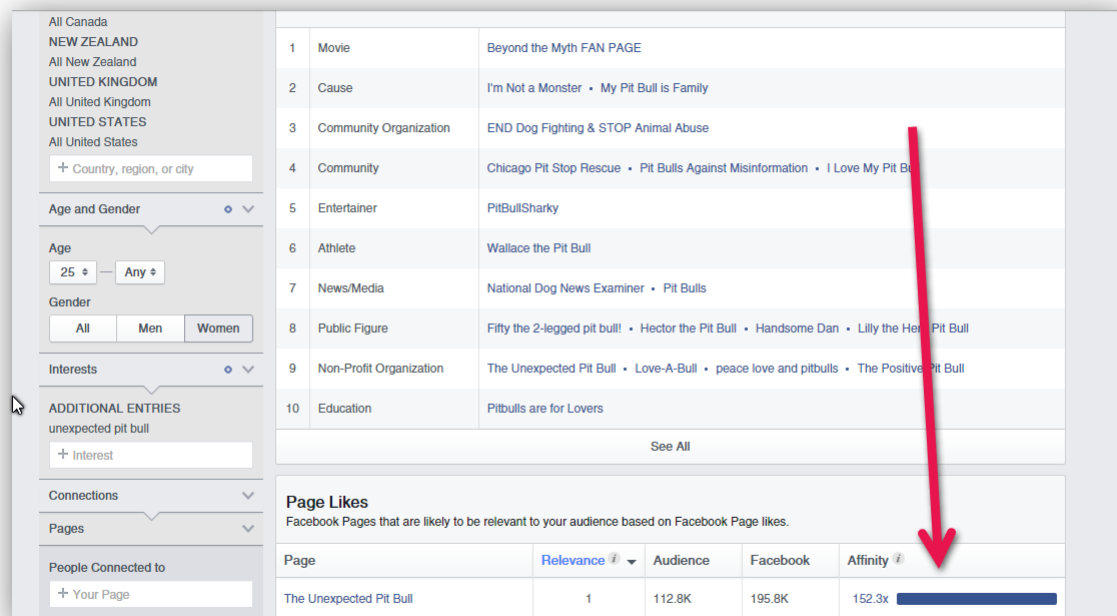 All Canada
NEW ZEALAND
All New Zealand
UNITED KINGDOM
All United Kingdom
UNITED STATES
All United States
+ Country, region, or city
Age and Gender
Age
25 — Any
Gender
All Men Women
Interests
ADDITIONAL ENTRIES
unexpected pit bull
+ Interest
Connections
Pages
People Connected to
+ Your Page
1 Movie Beyond the Myth FAN PAGE
2 Cause I'm Not a Monster • My Pit Bull is Family
3 Community Organization END Dog Fighting & STOP Animal Abuse
4 Community Chicago Pit Stop Rescue • Pit Bulls Against Misinformation • I Love My Pit
5 Entertainer PitBullSharky
6 Athlete Wallace the Pit Bull
7 News/Media National Dog News Examiner • Pit Bulls
8 Public Figure Fifty the 2-legged pit bull! • Hector the Pit Bull • Handsome Dan • Lilly the Pit Bull
9 Non-Profit Organization The Unexpected Pit Bull • Love-A-Bull • peace love and pitbulls • The Positive Pit Bull
10 Education Pitbulls are for Lovers
See All
Page Likes
Facebook Pages that are likely to be relevant to your audience based on Facebook Page likes.
Page Relevance i Audience Facebook Affinity i
The Unexpected Pit Bull 1 112.8K 195.8K 152.3x